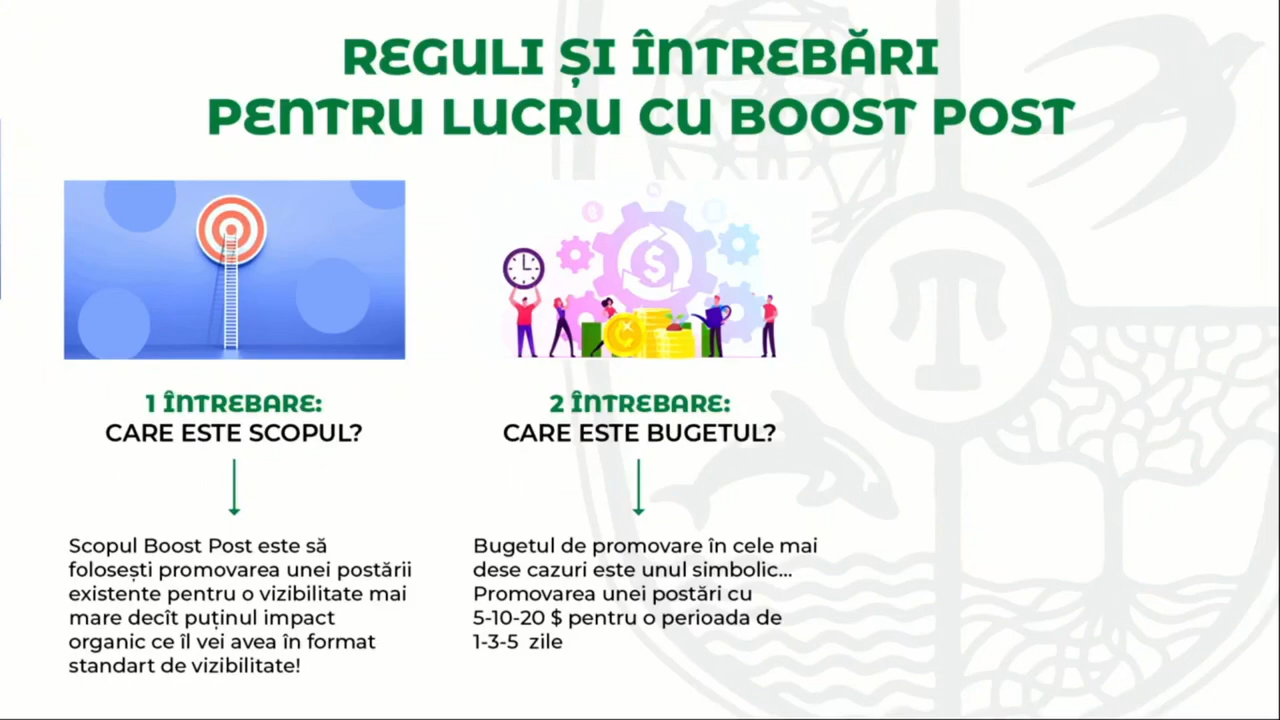 REGULI ȘI ÎNTREBĂRI
PENTRU LUCRU CU BOOST POST
1 ÎNTREBARE:
CARE ESTE SCOPUL?
Scopul Boost Post este să
folosești promovarea unei postării
existente pentru o vizibilitate mai
mare decît puținul impact
organic ce îl vei avea în format
standart de vizibilitate!
2 ÎNTREBARE:
CARE ESTE BUGETUL?
Bugetul de promovare în cele mai
dese cazuri este unul simbolic...
Promovarea unei postări cu
5-10-20 $ pentru o perioada de
1-3-5 zile